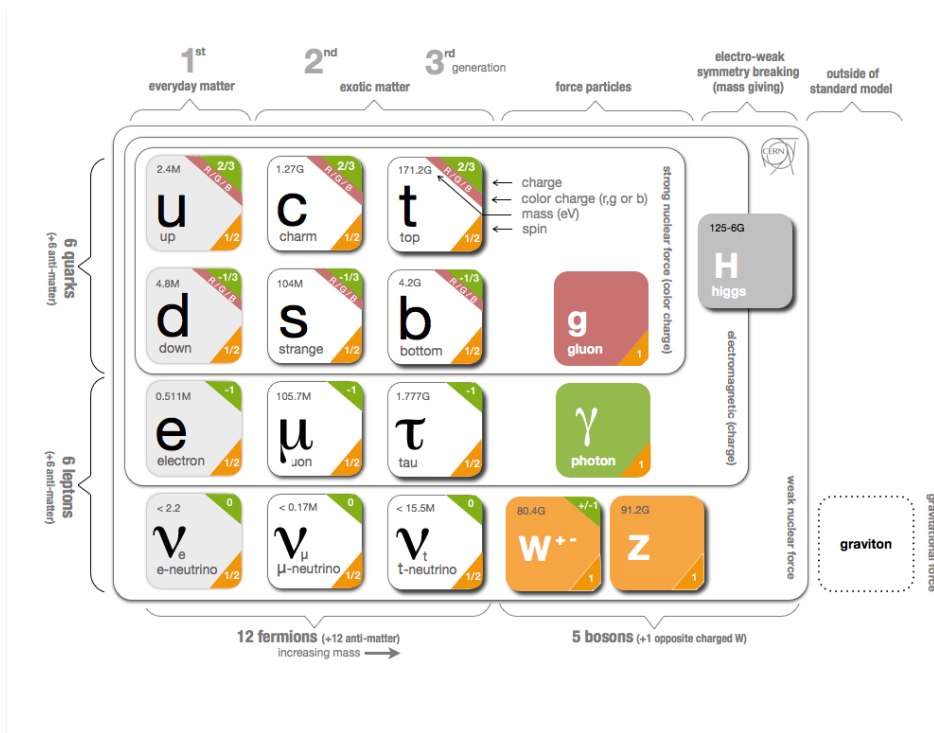 1st
everyday matter
2nd
exotic matter
3rd generation
force particles
electro-weak
symmetry breaking
(mass giving)
outside of
standard model
CERN
6 quarks
(+6 anti-matter)
2.4M
2/3
R/G/B
u
up
1/2
1.27G
2/3
R/G/B
c
charm
1/2
171.2G
2/3
R/G/B
t
top
1/2
charge
color charge (r,g or b)
mass (eV)
spin
strong nuclear force (color charge)
125-6G
H
higgs
4.8M
-1/3
R/G/B
d
down
1/2
104M
-1/3
R/G/B
s
strange
1/2
4.2G
-1/3
R/G/B
b
bottom
1/2
g
gluon
1
electromagnetic (charge)
6 leptons
(+6 anti-matter)
0.511M
-1
e
electron
1/2
105.7M
-1
μ
uon
1/2
1.777G
-1
τ
tau
1/2
γ
photon
1
weak nuclear force
< 2.2
0
νe
e-neutrino
1/2
< 0.17M
0
νμ
μ-neutrino
1/2
< 15.5M
0
νt
t-neutrino
1/2
80.4G
+/-1
W+-
1
91.2G
Z
1
graviton
gravitational force
12 fermions (+12 anti-matter)
increasing mass
5 bosons (+1 opposite charged W)